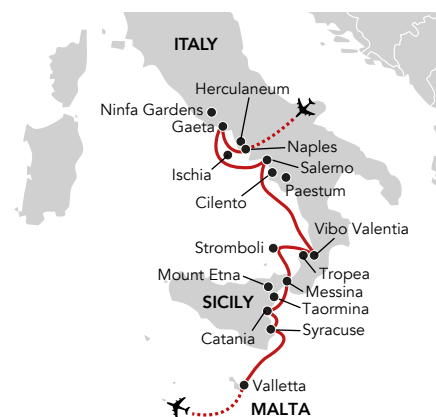 ITALY
Herculaneum
Ninfa Gardens
Gaeta
Naples
Salerno
Ischia
Cilento
Paestum
Vibo Valentia
Stromboli
Tropea
Mount Etna
Messina
SICILY
Taormina
Catania
Syracuse
Valletta
MALTA